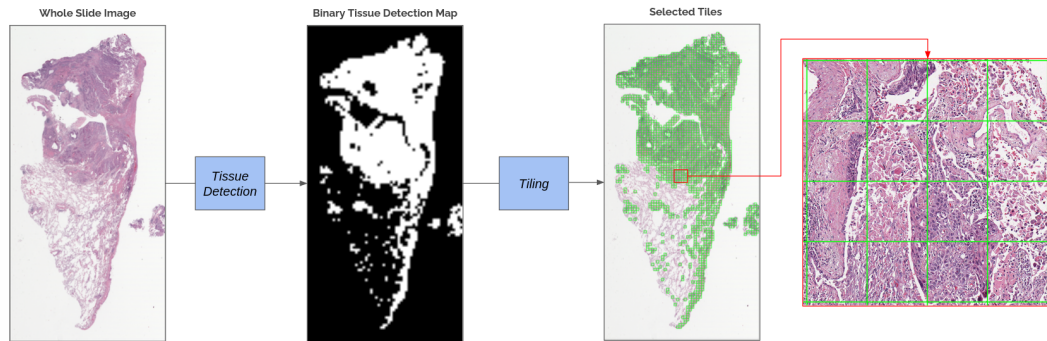 Whole Slide Image
Binary Tissue Detection Map
Selected Tiles
Tissue
Detection
Tiling